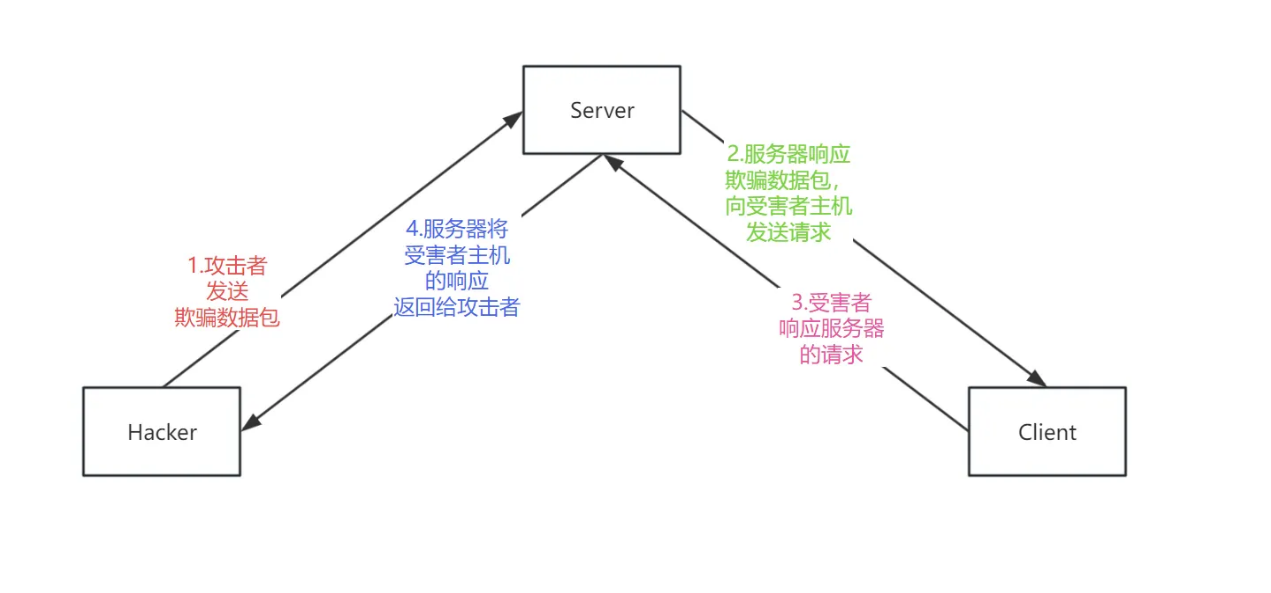 Server
2.服务器响应
欺骗数据包，
向受害者主机
发送请求
4.服务器将
受害者主机
的响应
返回给攻击者
1.攻击者
发送
欺骗数据包
3.受害者
响应服务器
的请求
Hacker
Client